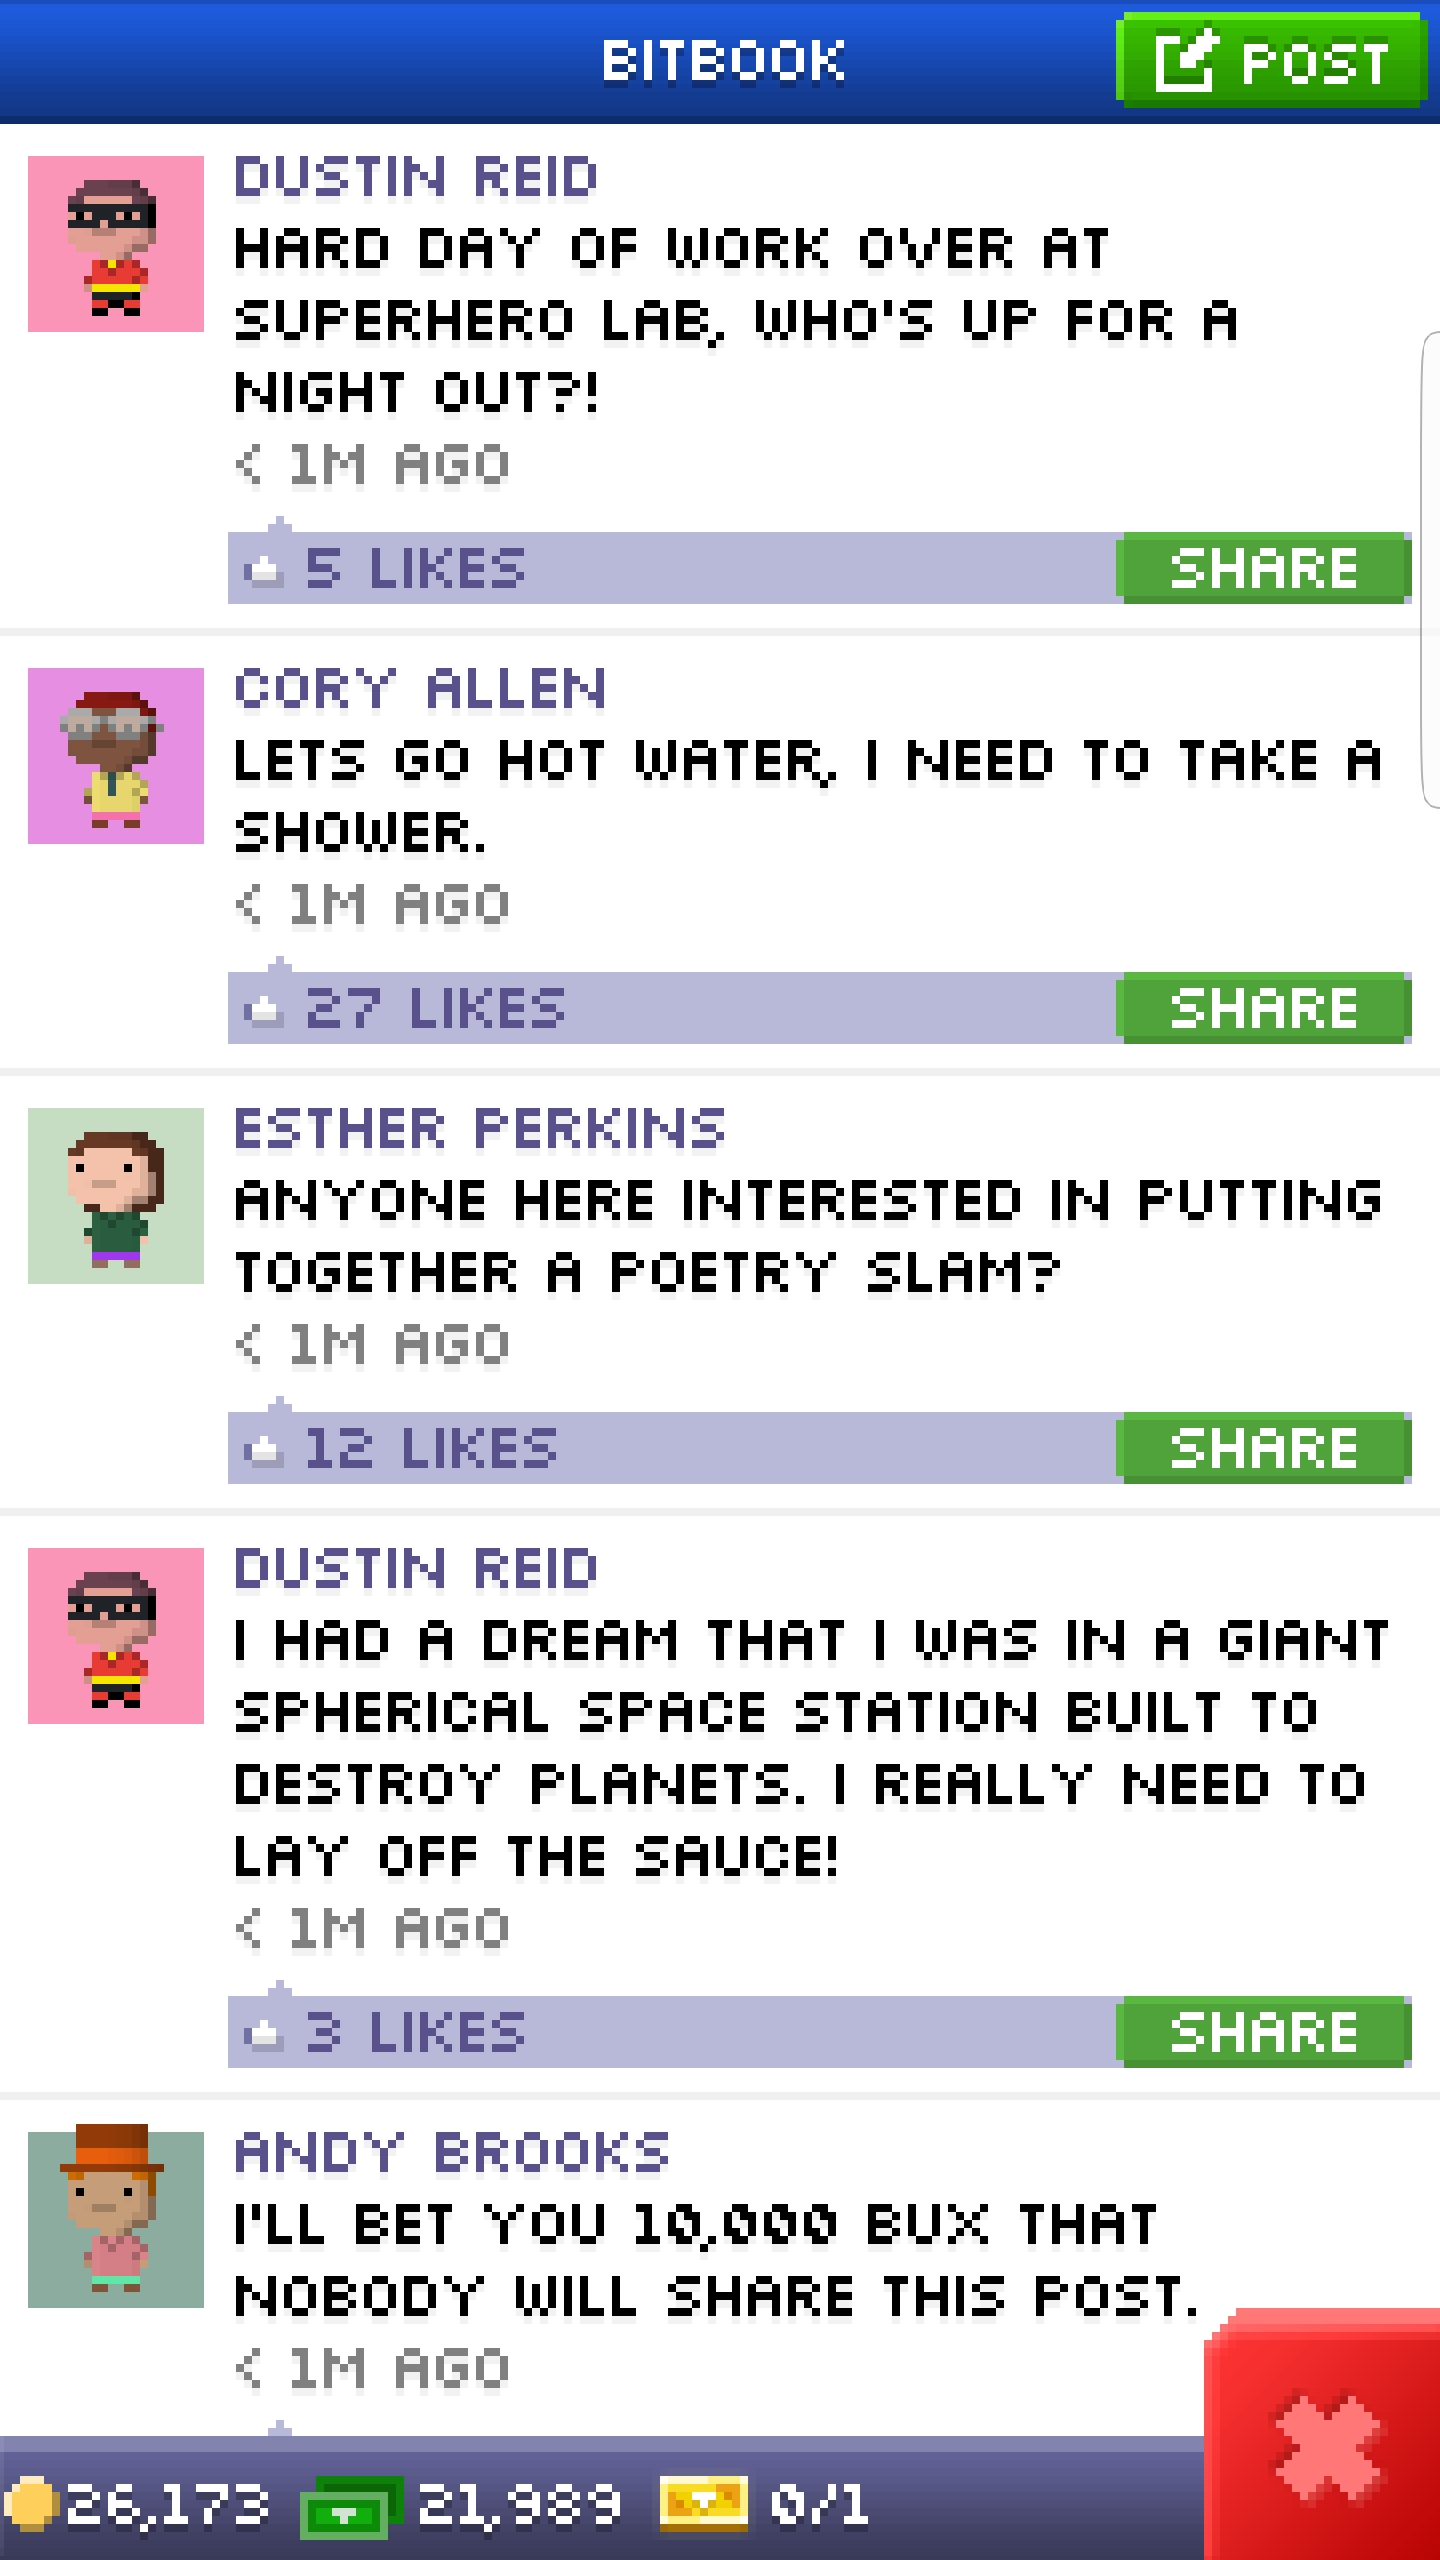 BITBOOK
POST
DUSTIN REID
HARD DAY OF WORK OVER AT
SUPERHERO LAB, WHO'S UP FOR A
NIGHT OUT?!
< 1M AGO
5 LIKES
SHARE
CORY ALLEN
LETS GO HOT WATER, I NEED TO TAKE A
SHOWER.
< 1M AGO
27 LIKES
SHARE
ESTHER PERKINS
ANYONE HERE INTERESTED IN PUTTING
TOGETHER A POETRY SLAM?
< 1M AGO
12 LIKES
SHARE
DUSTIN REID
I HAD A DREAM THAT I WAS IN A GIANT
SPHERICAL SPACE STATION BUILT TO
DESTROY PLANETS. I REALLY NEED TO
LAY OFF THE SAUCE!
< 1M AGO
3 LIKES
SHARE
ANDY BROOKS
I'LL BET YOU 10,000 BUX THAT
NOBODY WILL SHARE THIS POST.
< 1M AGO
26,173 21,989 0/1